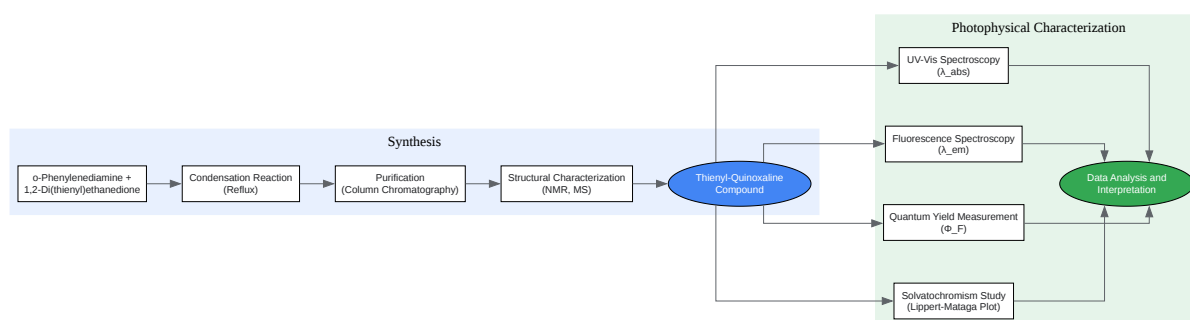 Photophysical Characterization
UV-Vis Spectroscopy
(λ_abs)
Fluorescence Spectroscopy
(λ_em)
Synthesis
o-Phenylenediamine +
1,2-Di(thienyl)ethanedione
Condensation Reaction
(Reflux)
Purification
(Column Chromatography)
Structural Characterization
(NMR, MS)
Thienyl-Quinoxaline
Compound
Data Analysis and
Interpretation
Quantum Yield Measurement
(Φ_F)
Solvatochromism Study
(Lippert-Mataga Plot)